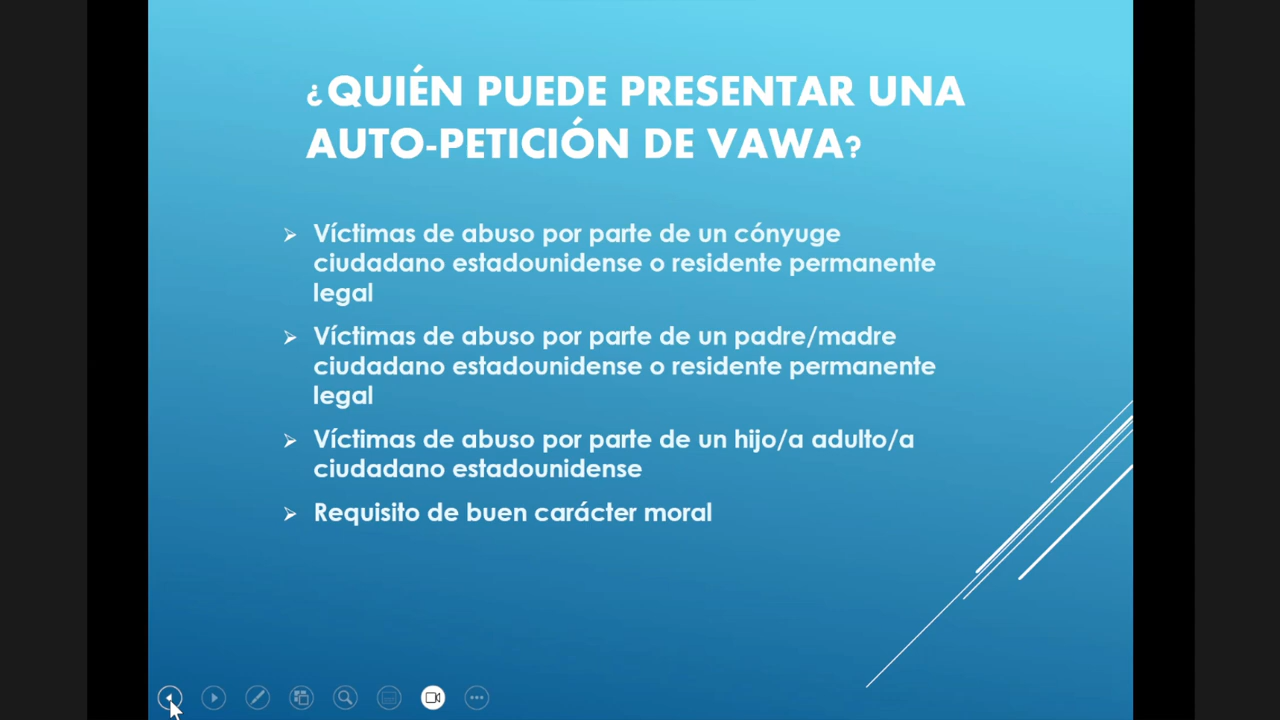 ¿QUIÉN PUEDE PRESENTAR UNA
AUTO-PETICIÓN DE VAWA?
Víctimas de abuso por parte de un cónyuge
ciudadano estadounidense o residente permanente
legal
Víctimas de abuso por parte de un padre/madre
ciudadano estadounidense o residente permanente
legal
Víctimas de abuso por parte de un hijo/a adulto/a
ciudadano estadounidense
Requisito de buen carácter moral